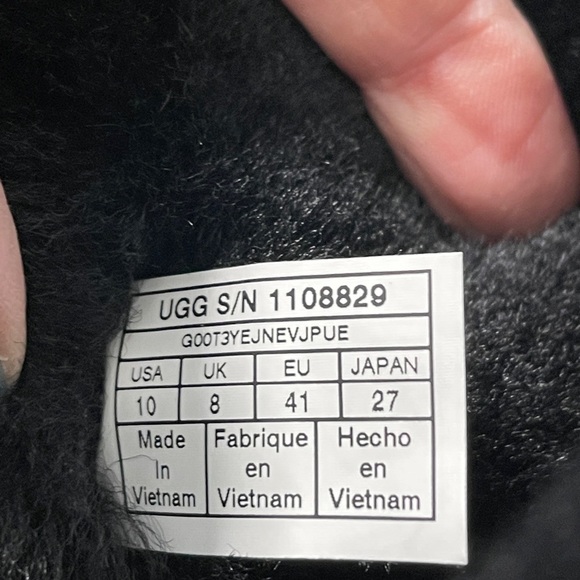 UGG S/N 1108829
G00T3YEJNEVJPUE
USA UK EU JAPAN
10 8 41 27
Made Fabrique Hecho
In en en
Vietnam Vietnam Vietnam